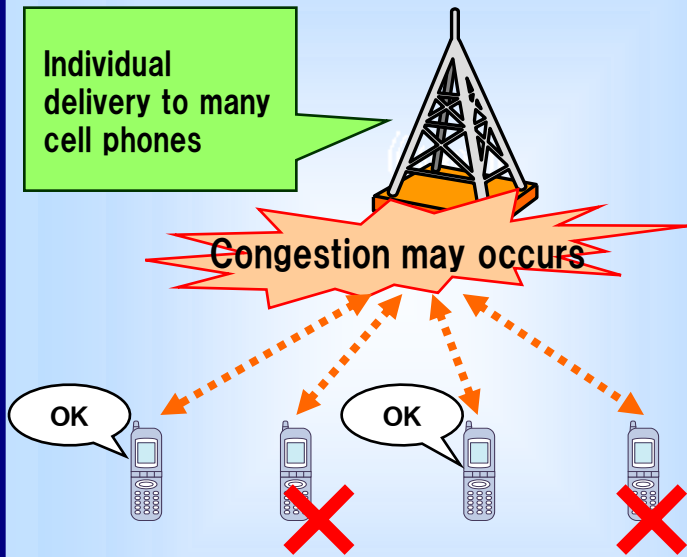 Individual
delivery to many
cell phones
Congestion may occurs
OK
OK